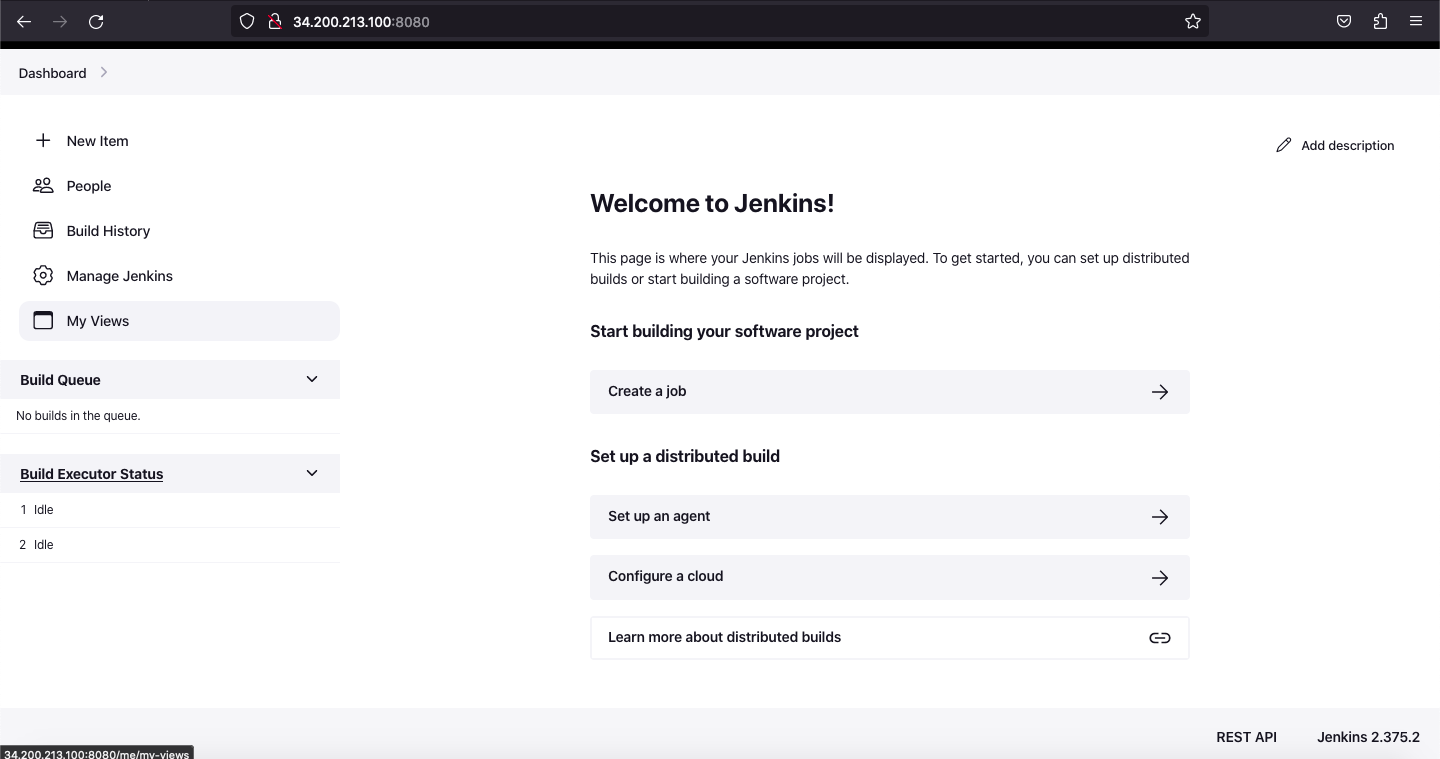 34.200.213.100:8080
Dashboard
New Item
People
Build History
Manage Jenkins
My Views
Build Queue
No builds in the queue.
Build Executor Status
1 Idle
2 Idle
Add description
Welcome to Jenkins!
This page is where your Jenkins jobs will be displayed. To get started, you can set up distributed
builds or start building a software project.
Start building your software project
Create a job
Set up a distributed build
Set up an agent
Configure a cloud
Learn more about distributed builds
REST API
Jenkins 2.375.2
34.200.213.100:8080/me/my-views